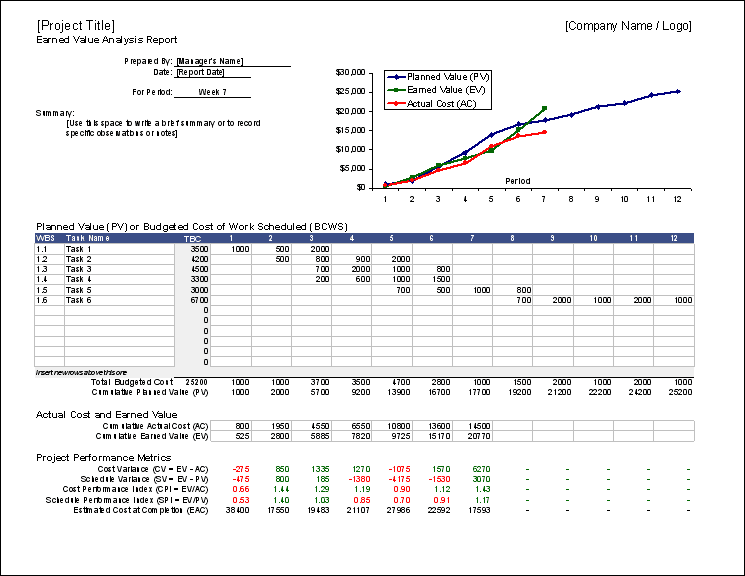 [Project Title] [Company Name / Logo]
Earned Value Analysis Report
Prepared By: [Manager's Name]
Date: [Report Date]
For Period: Week 7
Summary:
[Use this space to write a brief summary or to record
specific observations or notes]
$30,000
$25,000
$20,000
$15,000
$10,000
$5,000
$0
Planned Value (PV)
Earned Value (EV)
Actual Cost (AC)
Period
1 2 3 4 5 6 7 8 9 10 11 12
Planned Value (PV) or Budgeted Cost of Work Scheduled (BCWS)
WBS Task Name TBC 1 2 3 4 5 6 7 8 9 10 11 12
1.1 Task 1 3500 1000 500 2000
1.2 Task 2 4200 500 800 900 2000
1.3 Task 3 4500 700 2000 1000 800
1.4 Task 4 3300 200 600 1000 1500
1.5 Task 5 3000 700 500 1000 800
1.6 Task 6 6700 700 2000 1000 2000 1000
0
0
0
0
0
0
Insert new rows above this one
Total Budgeted Cost 25200 1000 1000 3700 3500 4700 2800 1000 1500 2000 1000 2000 1000
Cumulative Planned Value (PV) 1000 2000 5700 9200 13900 16700 17700 19200 21200 22200 24200 25200
Actual Cost and Earned Value
Cumulative Actual Cost (AC) 800 1950 4550 6550 10800 13600 14500
Cumulative Earned Value (EV) 525 2800 5885 7820 9725 15170 20770
Project Performance Metrics
Cost Variance (CV = EV - AC) -275 850 1335 1270 -1075 1570 6270 - - - - -
Schedule Variance (SV = EV - PV) -475 800 185 -1380 -4175 -1530 3070 - - - - -
Cost Performance Index (CPI = EV/AC) 0.66 1.44 1.29 1.19 0.90 1.12 1.43 - - - - -
Schedule Performance Index (SPI = EV/PV) 0.53 1.40 1.03 0.85 0.70 0.91 1.17 - - - - -
Estimated Cost at Completion (EAC) 38400 17550 19483 21107 27986 22592 17593 - - - - -